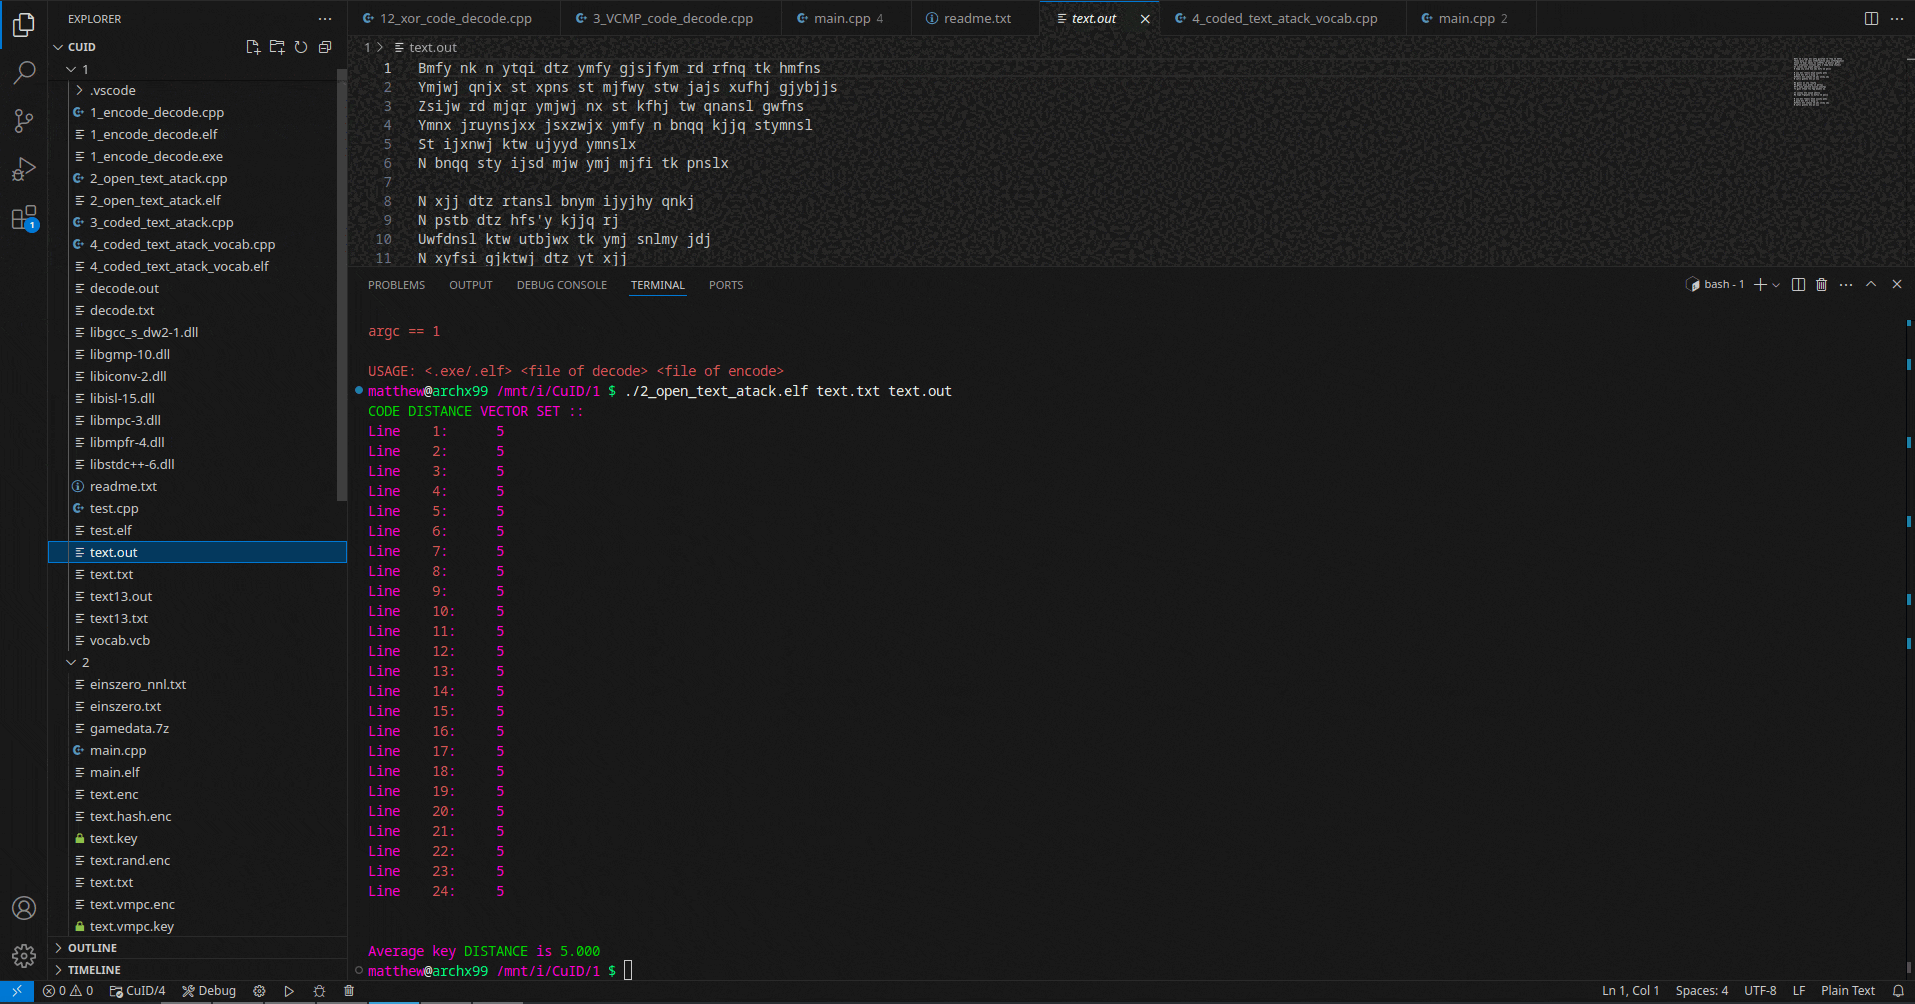 EXPLORER
CUID
1
.vscode
1_encode_decode.cpp
1_encode_decode.elf
1_encode_decode.exe
2_open_text_atack.cpp
2_open_text_atack.elf
3_coded_text_atack.cpp
4_coded_text_atack_vocab.cpp
4_coded_text_atack_vocab.elf
decode.out
decode.txt
libgcc_s_dw2-1.dll
libgmp-10.dll
libiconv-2.dll
libisl-15.dll
libmpc-3.dll
libmpfr-4.dll
libstdc++-6.dll
readme.txt
test.cpp
test.elf
text.out
text.txt
text13.out
text13.txt
vocab.vcb
2
einszero_nnl.txt
einszero.txt
gamedata.7z
main.cpp
main.elf
text.enc
text.hash.enc
text.key
text.rand.enc
text.txt
text.vmpc.enc
text.vmpc.key
OUTLINE
TIMELINE
12_xor_code_decode.cpp 3_VCMP_code_decode.cpp main.cpp 4 readme.txt text.out 4_coded_text_atack_vocab.cpp main.cpp 2
1 > text.out
1 Bmfy nk n ytqi dtz ymfy gjsjfym rd rfnq tk hmfns
2 Ymjwj qnjx st xpns st mjfwy stw jajs xufhj gjybjjs
3 Zsijw rd mjqr ymjwj nx st kfhj tw qnansl gwfns
4 Ymnx jruynsjxx jsxzwjx ymfy n bnqq kjjq stymnsl
5 St ijxnwj ktw ujyyd ymnslx
6 N bnqq sty ijsd mjw ymj mjfi tk pnslx
7
8 N xjj dtz rtansl bnym ijyjhy qnkj
9 N pstb dtz hfs'y kjjq rj
10 Uwfdnsl ktw utbjwx tk ymj snlmy jdj
11 N xyfsi gjktwj dtz yt xjj
PROBLEMS OUTPUT DEBUG CONSOLE TERMINAL PORTS
bash - 1
argc == 1
USAGE: <.exe/.elf> <file of decode> <file of encode>
matthew@archx99 /mnt/i/CuID/1 $ ./2_open_text_atack.elf text.txt text.out
CODE DISTANCE VECTOR SET ::
Line 1: 5
Line 2: 5
Line 3: 5
Line 4: 5
Line 5: 5
Line 6: 5
Line 7: 5
Line 8: 5
Line 9: 5
Line 10: 5
Line 11: 5
Line 12: 5
Line 13: 5
Line 14: 5
Line 15: 5
Line 16: 5
Line 17: 5
Line 18: 5
Line 19: 5
Line 20: 5
Line 21: 5
Line 22: 5
Line 23: 5
Line 24: 5
Average key DISTANCE is 5.000
matthew@archx99 /mnt/i/CuID/1 $
0 0 CuID/4 Debug
Ln 1, Col 1 Spaces: 4 UTF-8 LF Plain Text
1